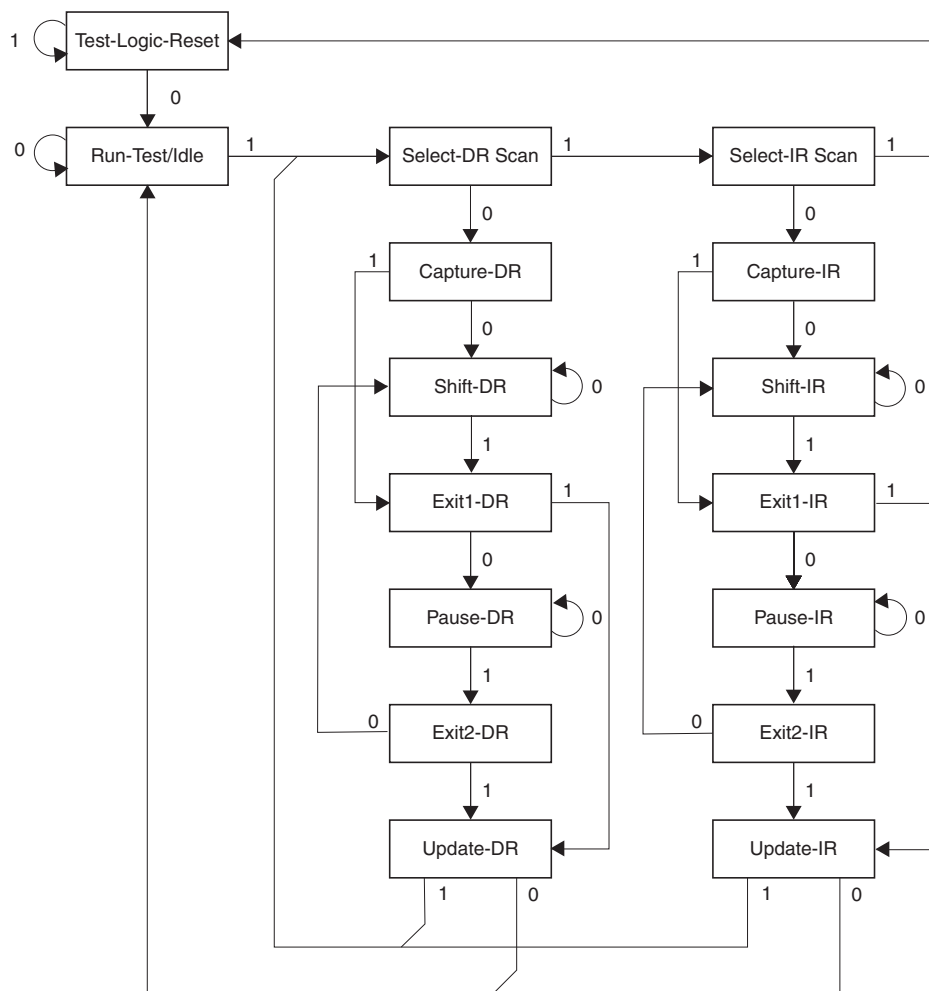 Test-Logic-Reset
1
0
Run-Test/Idle
0
1
Select-DR Scan
1
Select-IR Scan
1
0
0
1
Capture-DR
1
Capture-IR
0
0
Shift-DR
0
Shift-IR
0
1
1
Exit1-DR
1
Exit1-IR
1
0
0
Pause-DR
0
Pause-IR
0
1
1
0
Exit2-DR
0
Exit2-IR
1
1
Update-DR
Update-IR
1
0
1
0